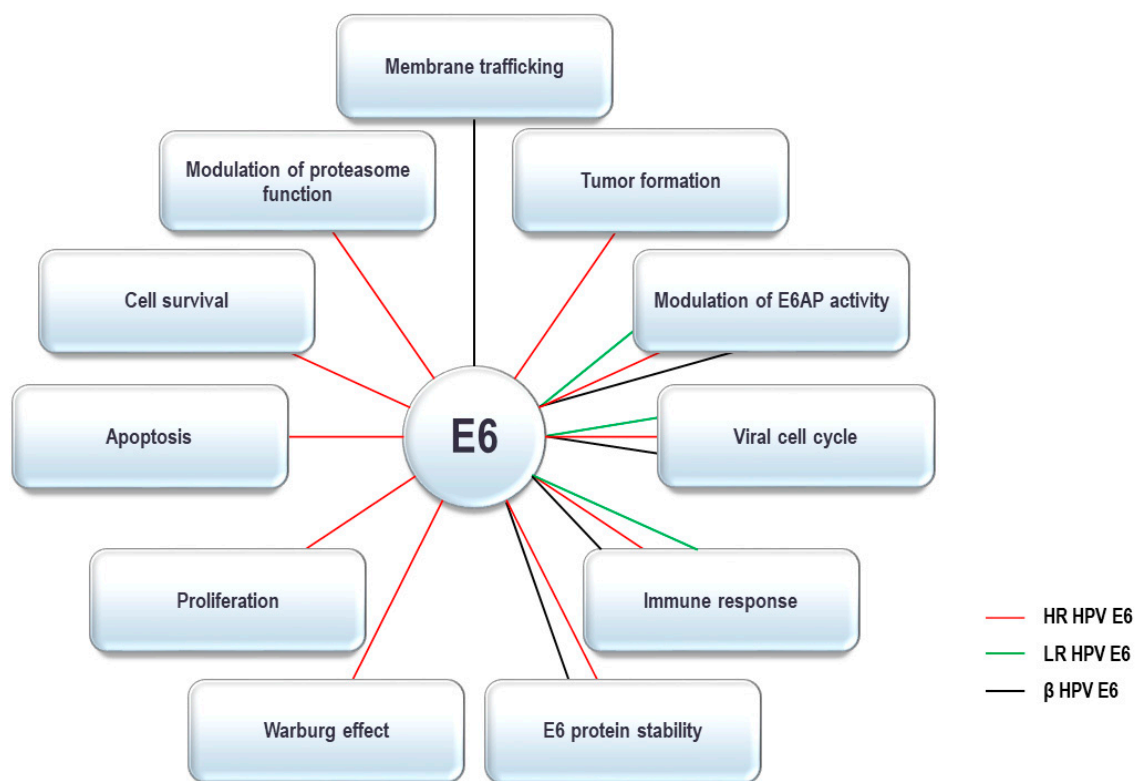 Membrane trafficking
Modulation of proteasome
function
Tumor formation
Cell survival
Modulation of E6AP activity
E6
Apoptosis
Viral cell cycle
Proliferation
Immune response
Warburg effect
E6 protein stability
HR HPV E6
LR HPV E6
β HPV E6